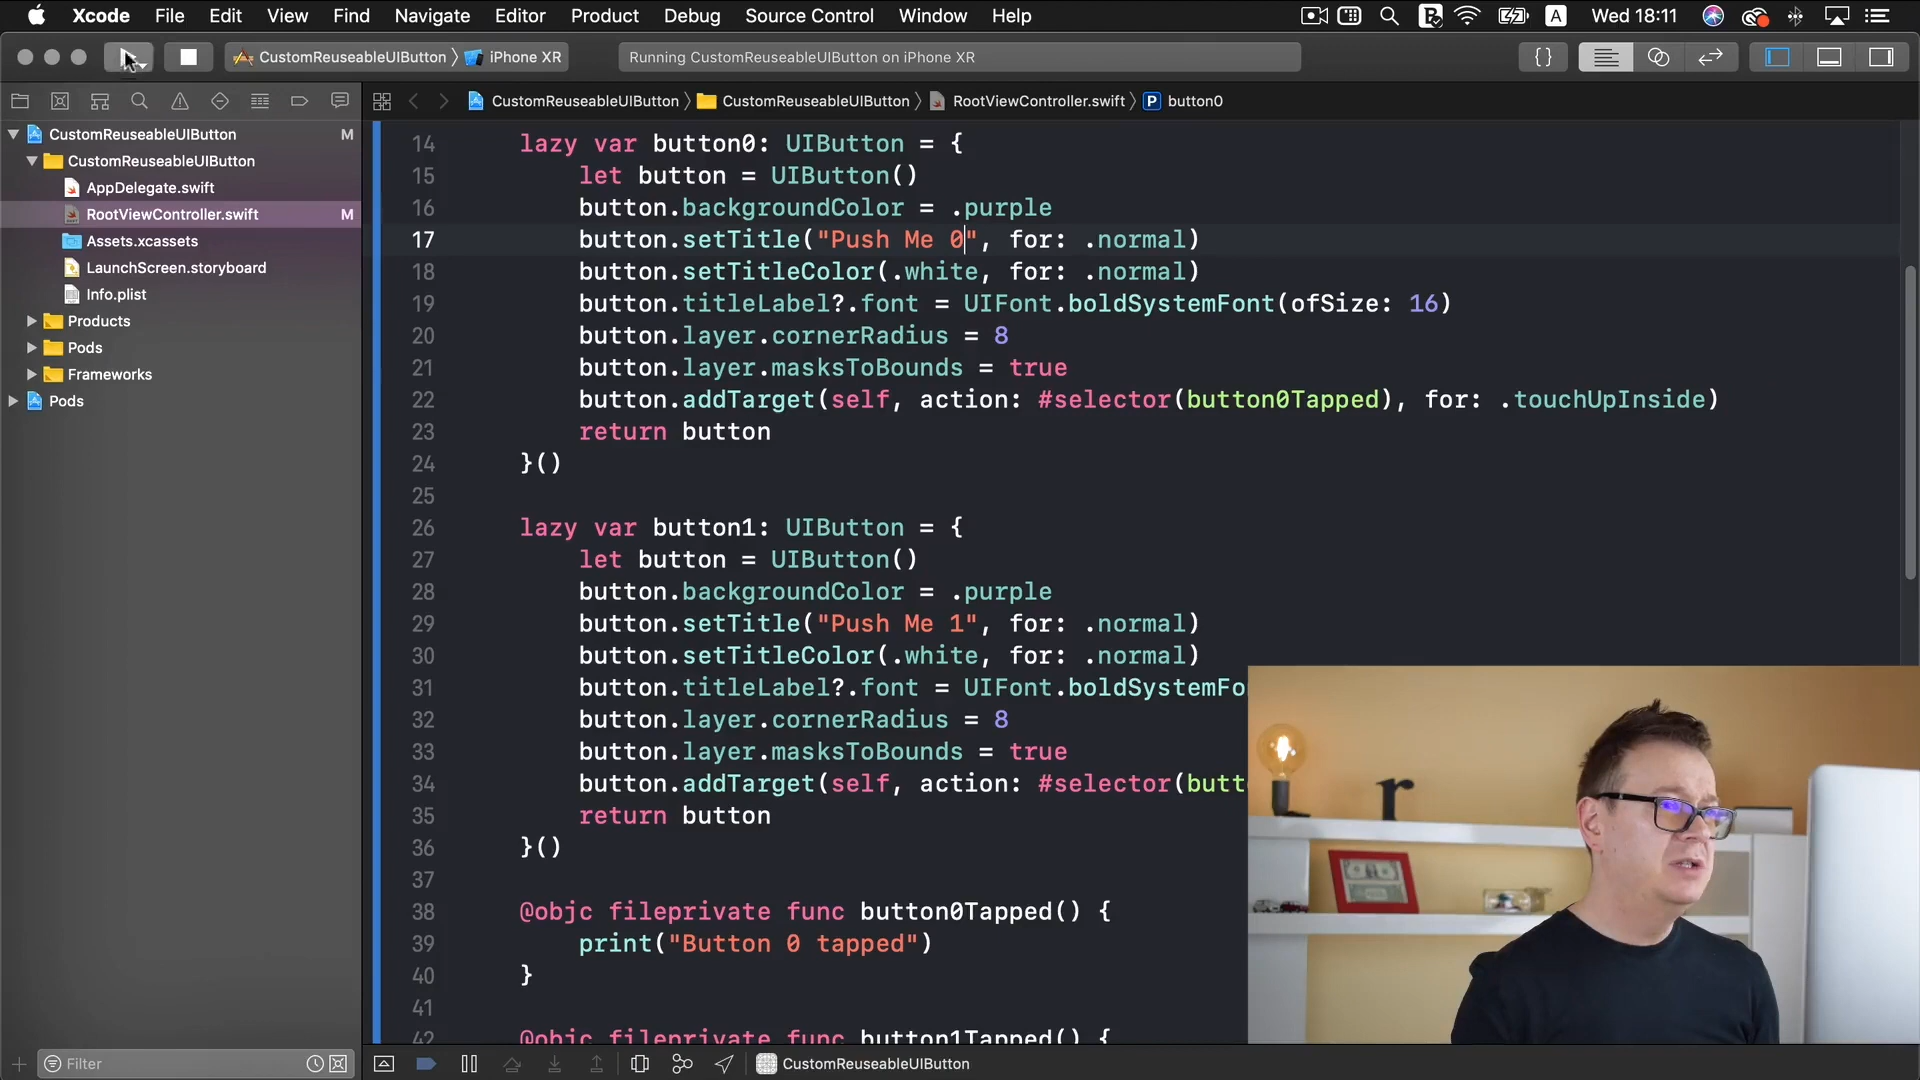 Xcode File Edit View Find Navigate Editor Product Debug Source Control Window Help A Wed 18:11
CustomReuseableUIButton iPhone XR Running CustomReuseableUIButton on iPhone XR {}
CustomReuseableUIButton CustomReuseableUIButton RootViewController.swift P button0
CustomReuseableUIButton M
CustomReuseableUIButton
AppDelegate.swift
RootViewController.swift M
Assets.xcassets
LaunchScreen.storyboard
Info.plist
Products
Pods
Frameworks
Pods
14 lazy var button0: UIButton = {
15 let button = UIButton()
16 button.backgroundColor = .purple
17 button.setTitle("Push Me 0", for: .normal)
18 button.setTitleColor(.white, for: .normal)
19 button.titleLabel?.font = UIFont.boldSystemFont(ofSize: 16)
20 button.layer.cornerRadius = 8
21 button.layer.masksToBounds = true
22 button.addTarget(self, action: #selector(button0Tapped), for: .touchUpInside)
23 return button
24 }()
25
26 lazy var button1: UIButton = {
27 let button = UIButton()
28 button.backgroundColor = .purple
29 button.setTitle("Push Me 1", for: .normal)
30 button.setTitleColor(.white, for: .normal)
31 button.titleLabel?.font = UIFont.boldSystemFo
32 button.layer.cornerRadius = 8
33 button.layer.masksToBounds = true
34 button.addTarget(self, action: #selector(butt
35 return button
36 }()
37
38 @objc fileprivate func button0Tapped() {
39 print("Button 0 tapped")
40 }
41
42 @objc fileprivate func button1Tapped() {
Filter CustomReuseableUIButton